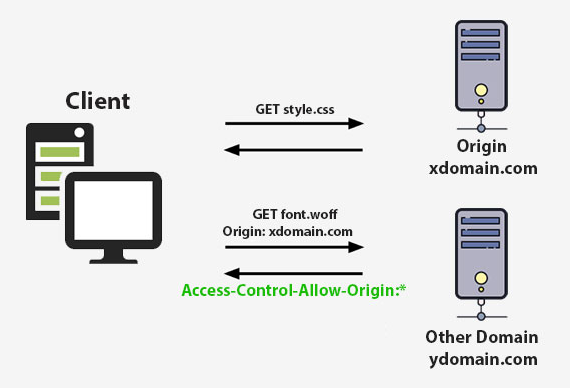 Client
GET style.css
Origin
xdomain.com
GET font.woff
Origin: xdomain.com
Access-Control-Allow-Origin:*
Other Domain
ydomain.com